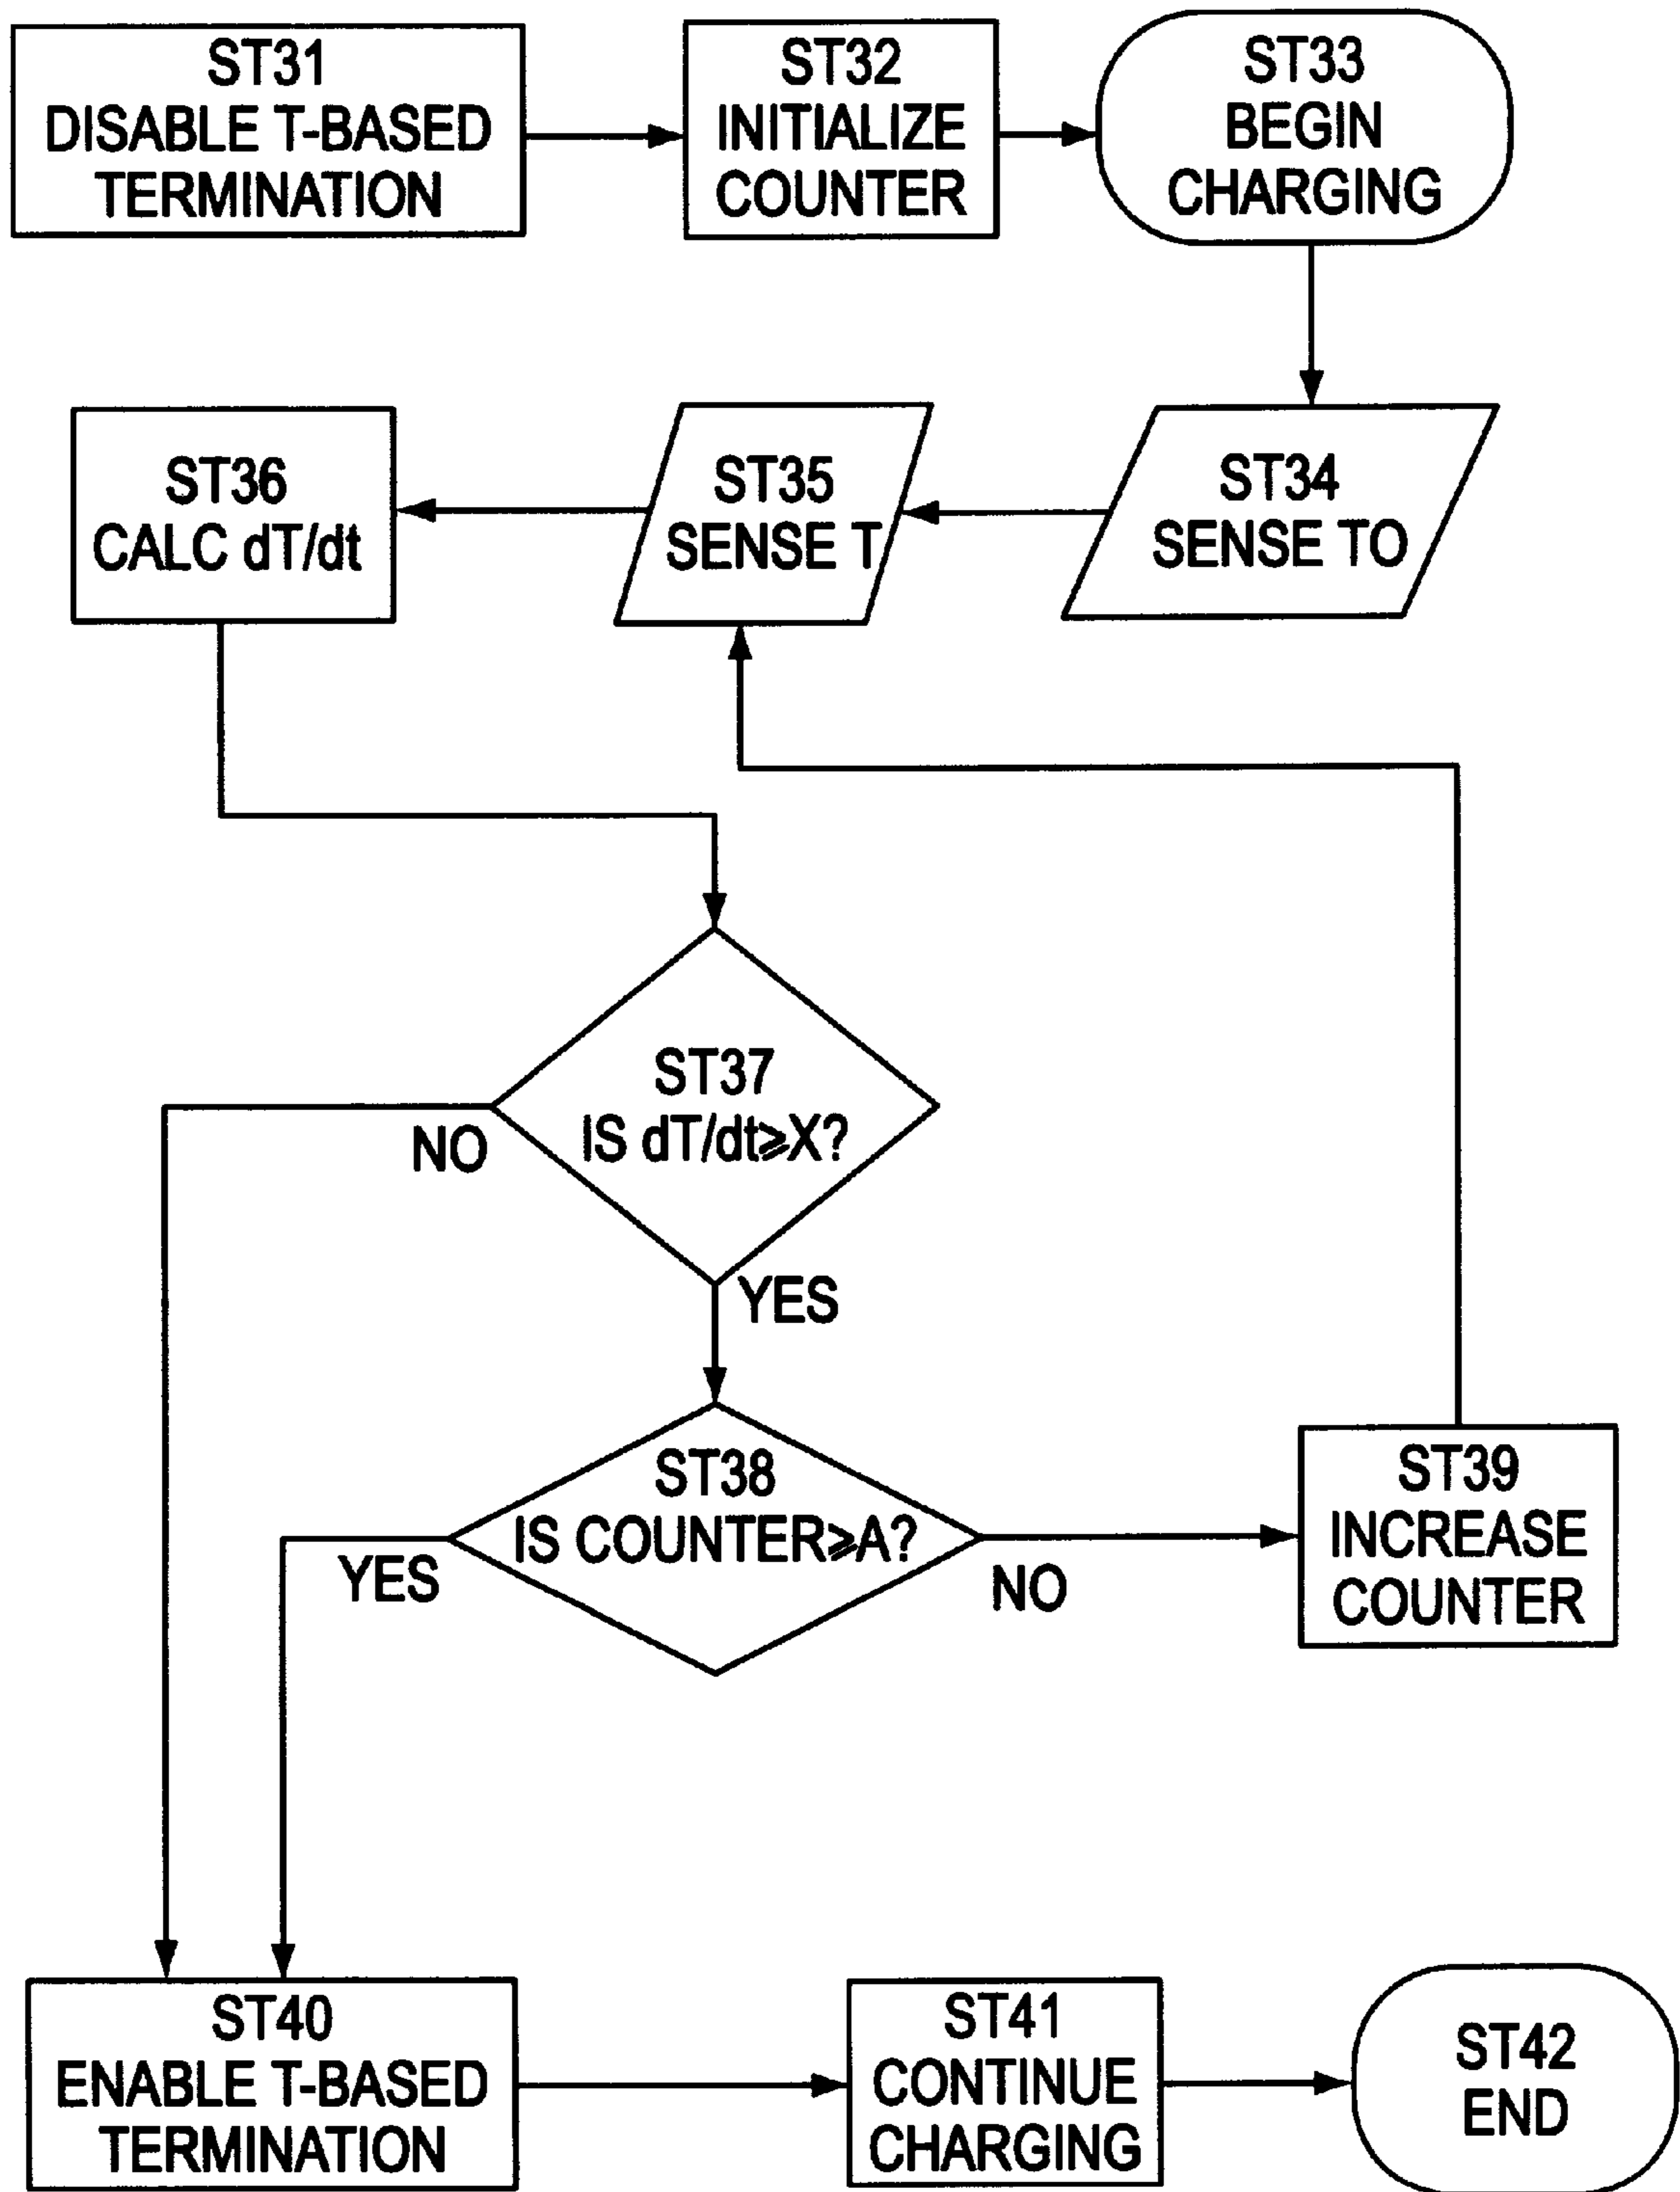 ST31
DISABLE T-BASED
TERMINATION
ST32
INITIALIZE
COUNTER
ST33
BEGIN
CHARGING
ST36
CALC dT/dt
ST35
SENSE T
ST34
SENSE TO
ST37
IS dT/dt⩾X?
NO
YES
ST38
IS COUNTER⩾A?
YES
NO
ST39
INCREASE
COUNTER
ST40
ENABLE T-BASED
TERMINATION
ST41
CONTINUE
CHARGING
ST42
END